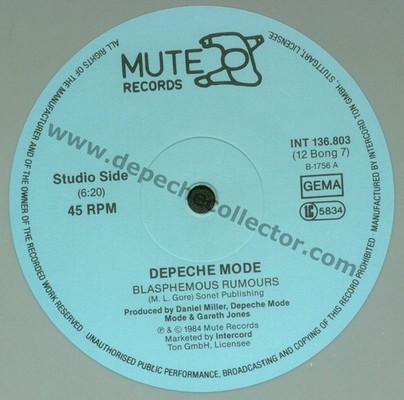 MUTE
RECORDS
ALL RIGHTS OF THE MANUFACTURER AND OF THE OWNER OF THE RECORDED WORK RESERVED · UNAUTHORISED PUBLIC PERFORMANCE, BROADCASTING AND COPYING OF THIS RECORD PROHIBITED · MANUFACTURED BY INTERCORD TON GMBH, STUTTGART, LICENSEE.
www.depechecollector.com
INT 136.803
(12 Bong 7)
B-1756 A
Studio Side
(6:20)
45 RPM
GEMA
LC 5834
DEPECHE MODE
BLASPHEMOUS RUMOURS
(M. L. Gore) Sonet Publishing
Produced by Daniel Miller, Depeche
Mode & Gareth Jones
℗ & © 1984 Mute Records
Marketed by Intercord
Ton GmbH, Licensee